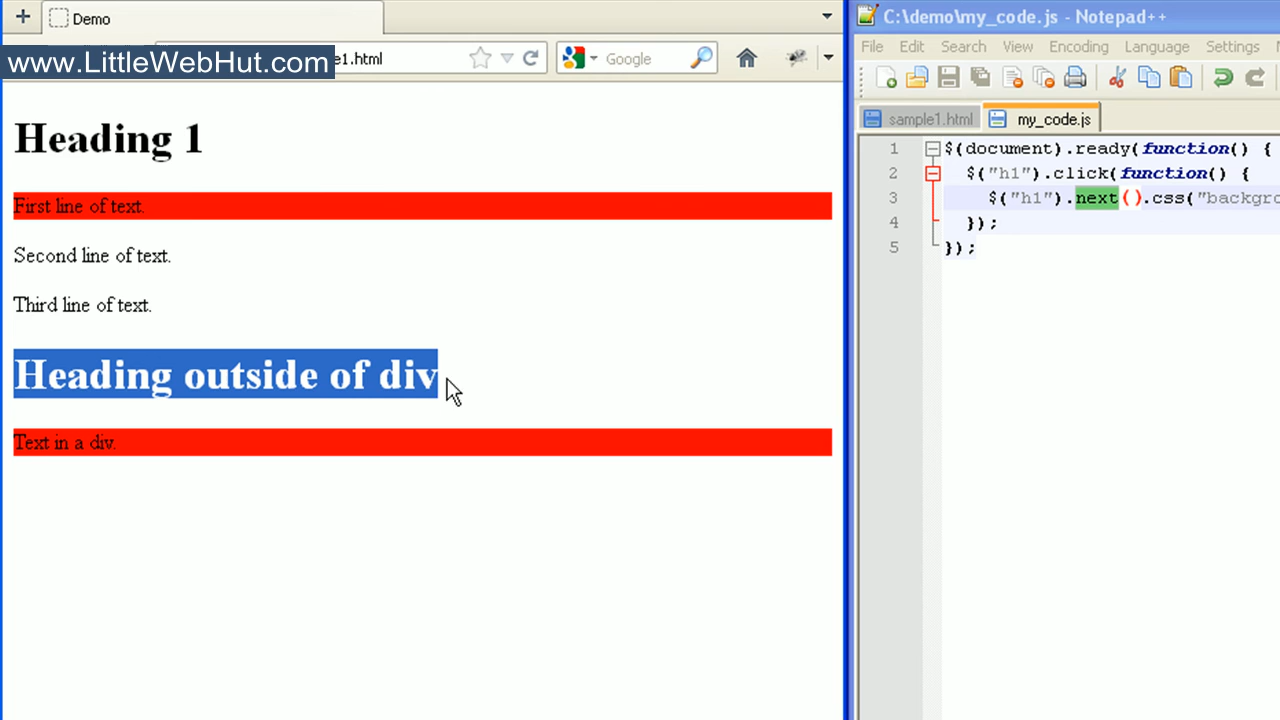 Demo
www.LittleWebHut.com
e1.html
Google
Heading 1
First line of text.
Second line of text.
Third line of text.
Heading outside of div
Text in a div.
C:\demo\my_code.js - Notepad++
File Edit Search View Encoding Language Settings
sample1.html my_code.js
1 $(document).ready(function() {
2 $("h1").click(function() {
3 $("h1").next().css("backgro
4 });
5 });